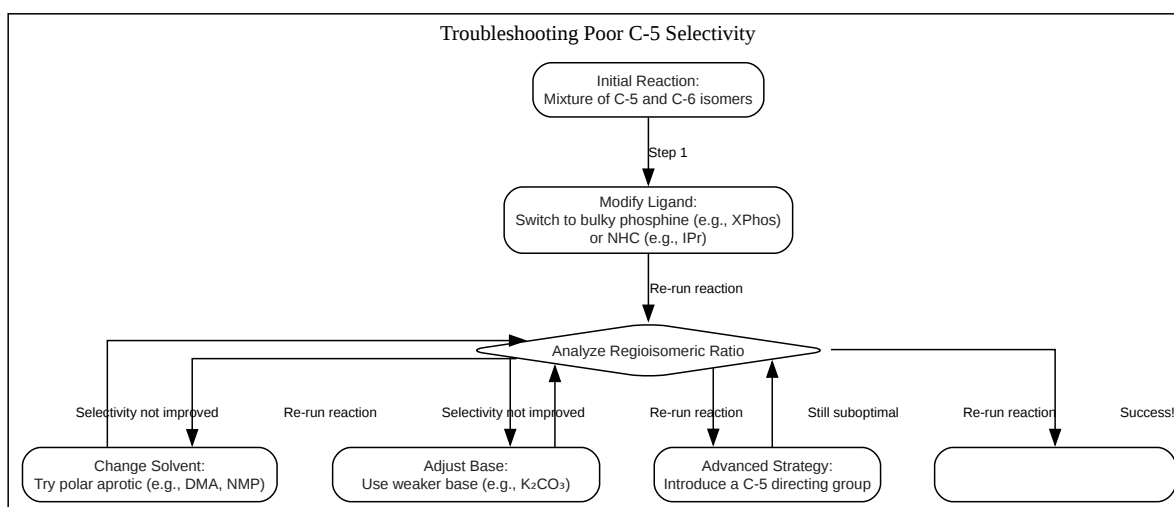 Troubleshooting Poor C-5 Selectivity
Initial Reaction:
Mixture of C-5 and C-6 isomers
Step 1
Modify Ligand:
Switch to bulky phosphine (e.g., XPhos)
or NHC (e.g., IPr)
Re-run reaction
Analyze Regioisomeric Ratio
Selectivity not improved
Re-run reaction
Selectivity not improved
Re-run reaction
Still suboptimal
Re-run reaction
Success!
Change Solvent:
Try polar aprotic (e.g., DMA, NMP)
Adjust Base:
Use weaker base (e.g., K₂CO₃)
Advanced Strategy:
Introduce a C-5 directing group